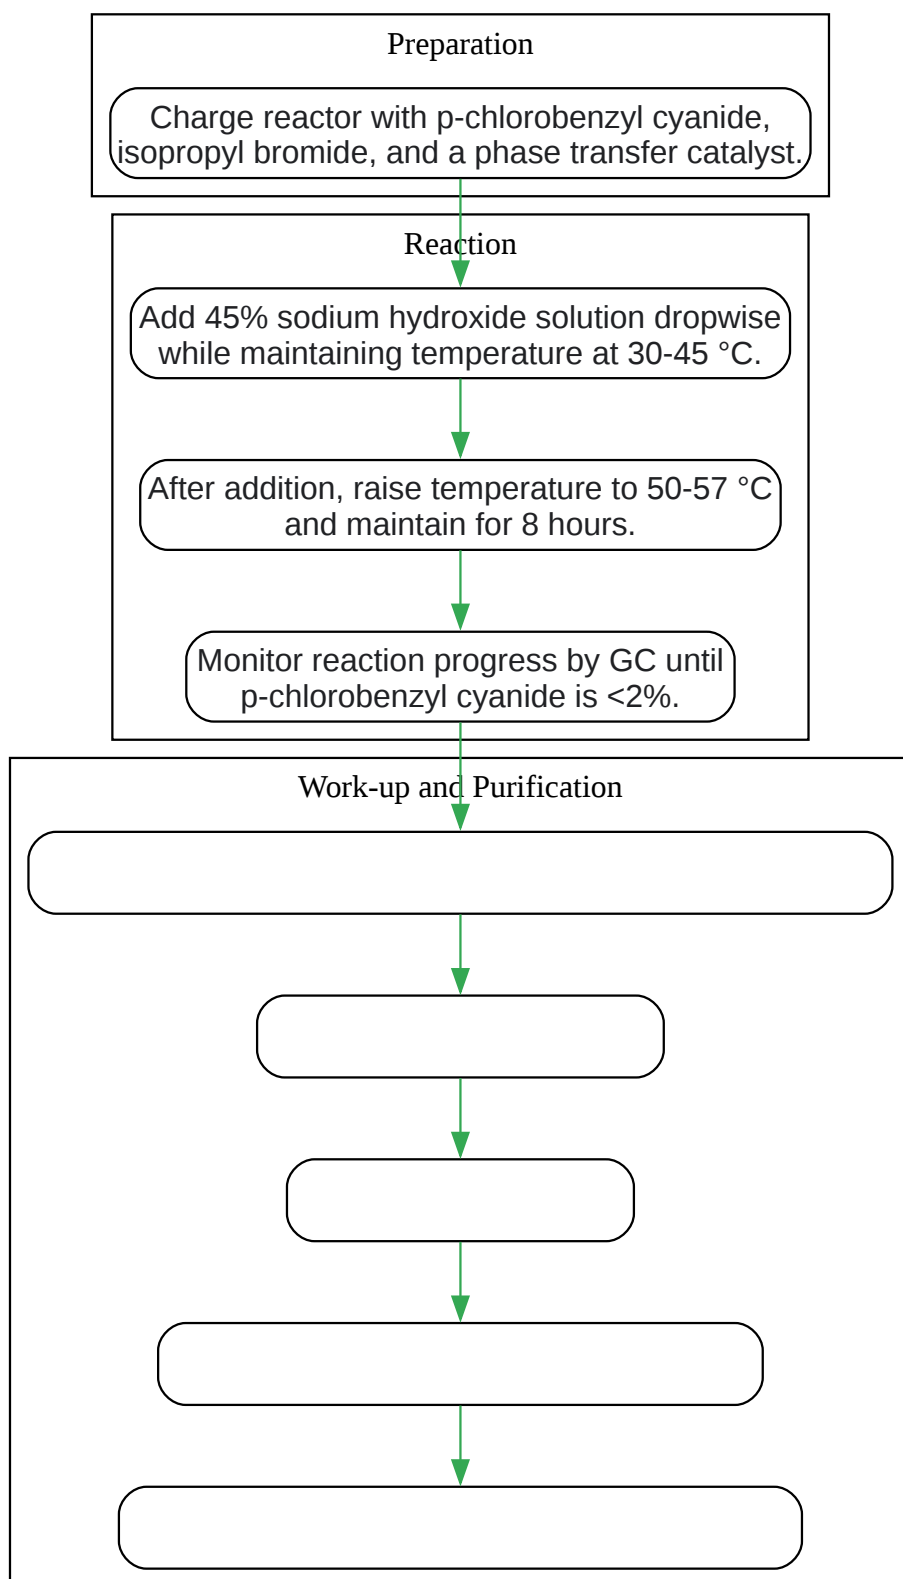 Preparation
Charge reactor with p-chlorobenzyl cyanide,
isopropyl bromide, and a phase transfer catalyst.
Reaction
Add 45% sodium hydroxide solution dropwise
while maintaining temperature at 30-45 °C.
After addition, raise temperature to 50-57 °C
and maintain for 8 hours.
Monitor reaction progress by GC until
p-chlorobenzyl cyanide is <2%.
Work-up and Purification